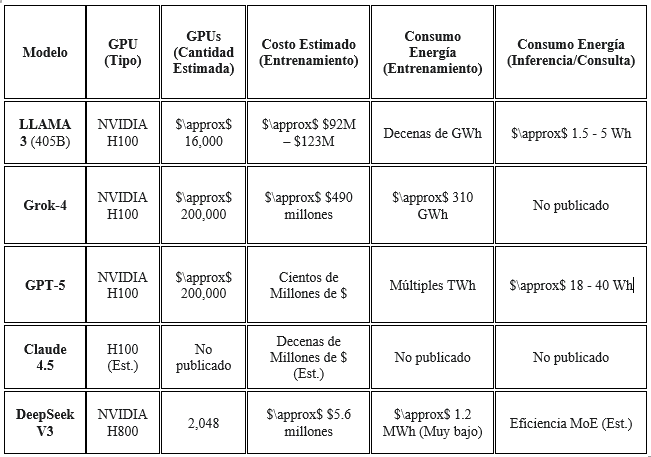 Modelo
GPU
(Tipo)
GPUs
(Cantidad
Estimada)
Costo Estimado
(Entrenamiento)
Consumo
Energía
(Entrenamiento)
Consumo Energía
(Inferencia/Consulta)
LLAMA
3 (405B)
NVIDIA
H100
$\approx$
16,000
$\approx$ $92M
– $123M
Decenas de GWh
$\approx$ 1.5 - 5 Wh
Grok-4
NVIDIA
H100
$\approx$
200,000
$\approx$ $490
millones
$\approx$ 310
GWh
No publicado
GPT-5
NVIDIA
H100
$\approx$
200,000
Cientos de
Millones de $
Múltiples TWh
$\approx$ 18 - 40 Wh
Claude
4.5
H100
(Est.)
No
publicado
Decenas de
Millones de $
(Est.)
No publicado
No publicado
DeepSeek
V3
NVIDIA
H800
2,048
$\approx$ $5.6
millones
$\approx$ 1.2
MWh (Muy bajo)
Eficiencia MoE (Est.)